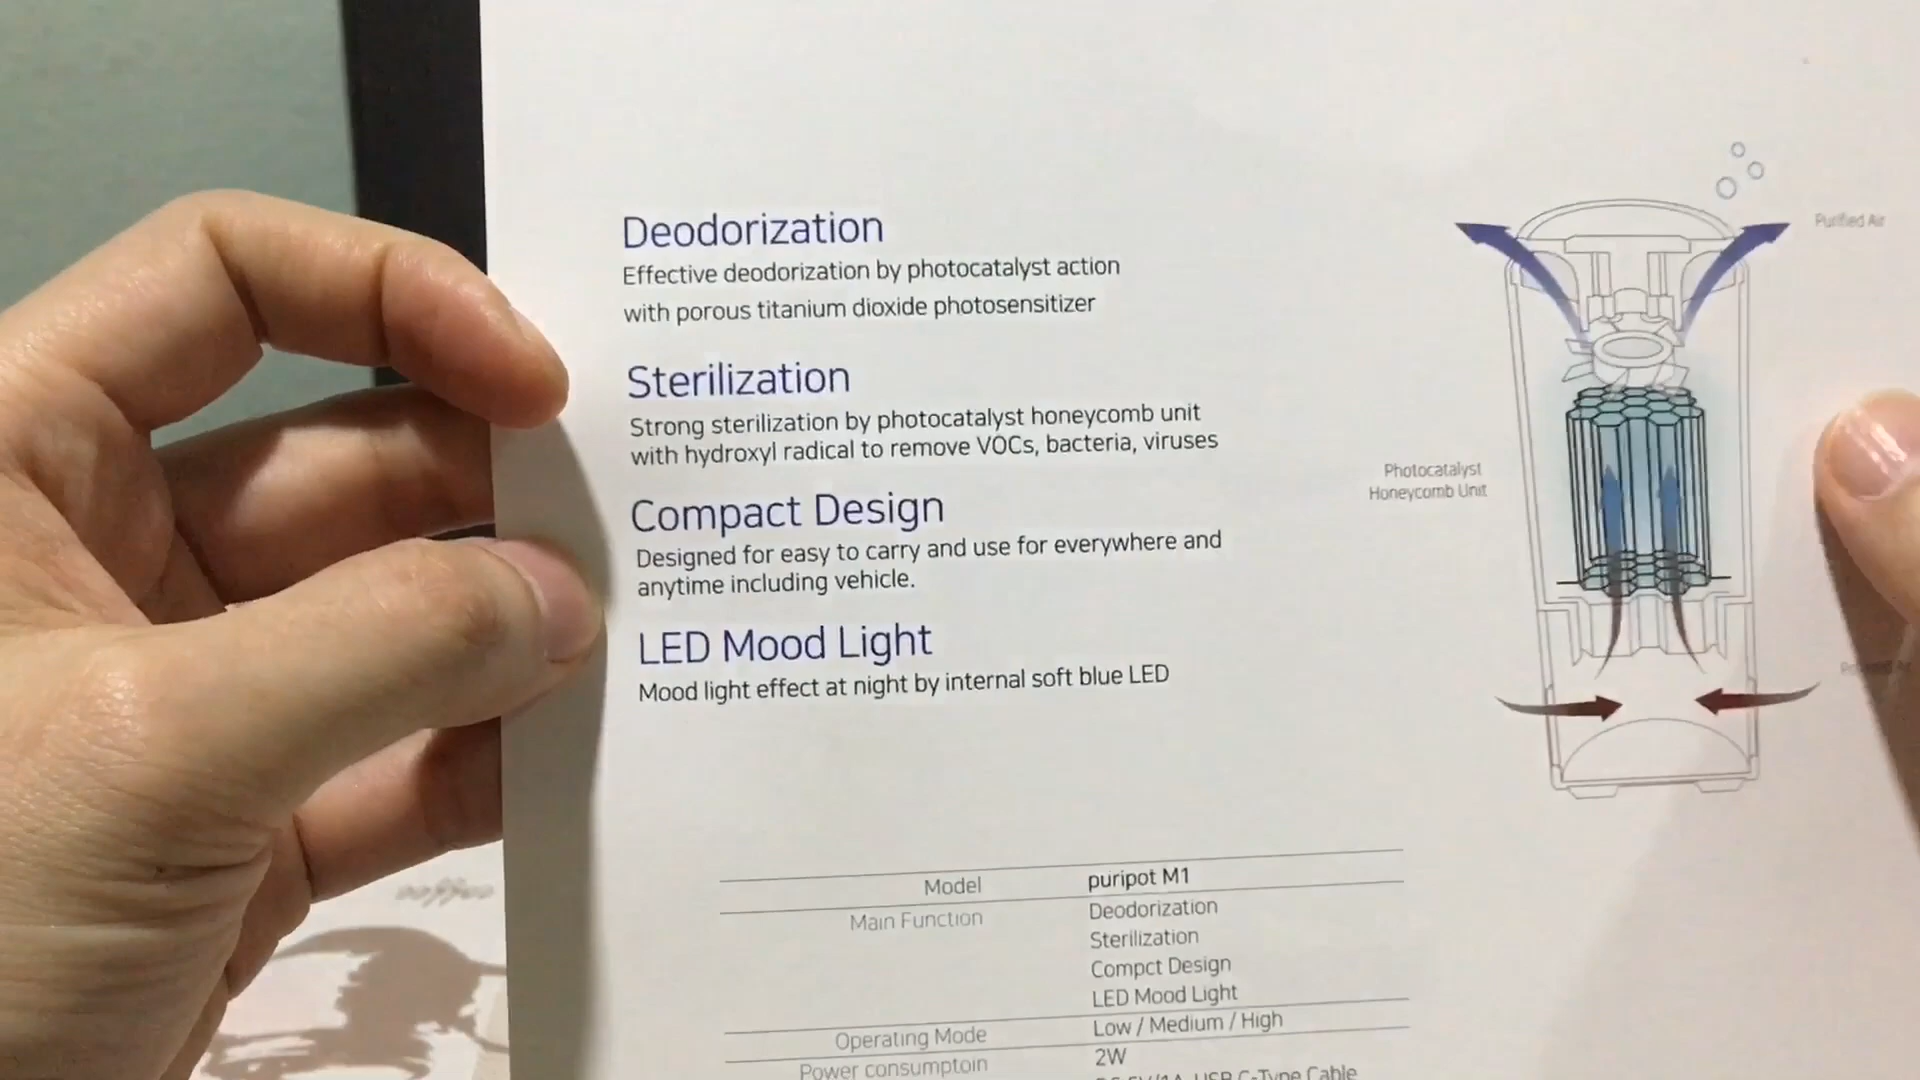 Deodorization
Effective deodorization by photocatalyst action
with porous titanium dioxide photosensitizer
Sterilization
Strong sterilization by photocatalyst honeycomb unit
with hydroxyl radical to remove VOCs, bacteria, viruses
Compact Design
Designed for easy to carry and use for everywhere and
anytime including vehicle.
LED Mood Light
Mood light effect at night by internal soft blue LED
Purified Air
Photocatalyst
Honeycomb Unit
Model puripot M1
Main Function Deodorization
Sterilization
Compct Design
LED Mood Light
Operating Mode Low / Medium / High
Power consumptoin 2W
USB C-Type Cable